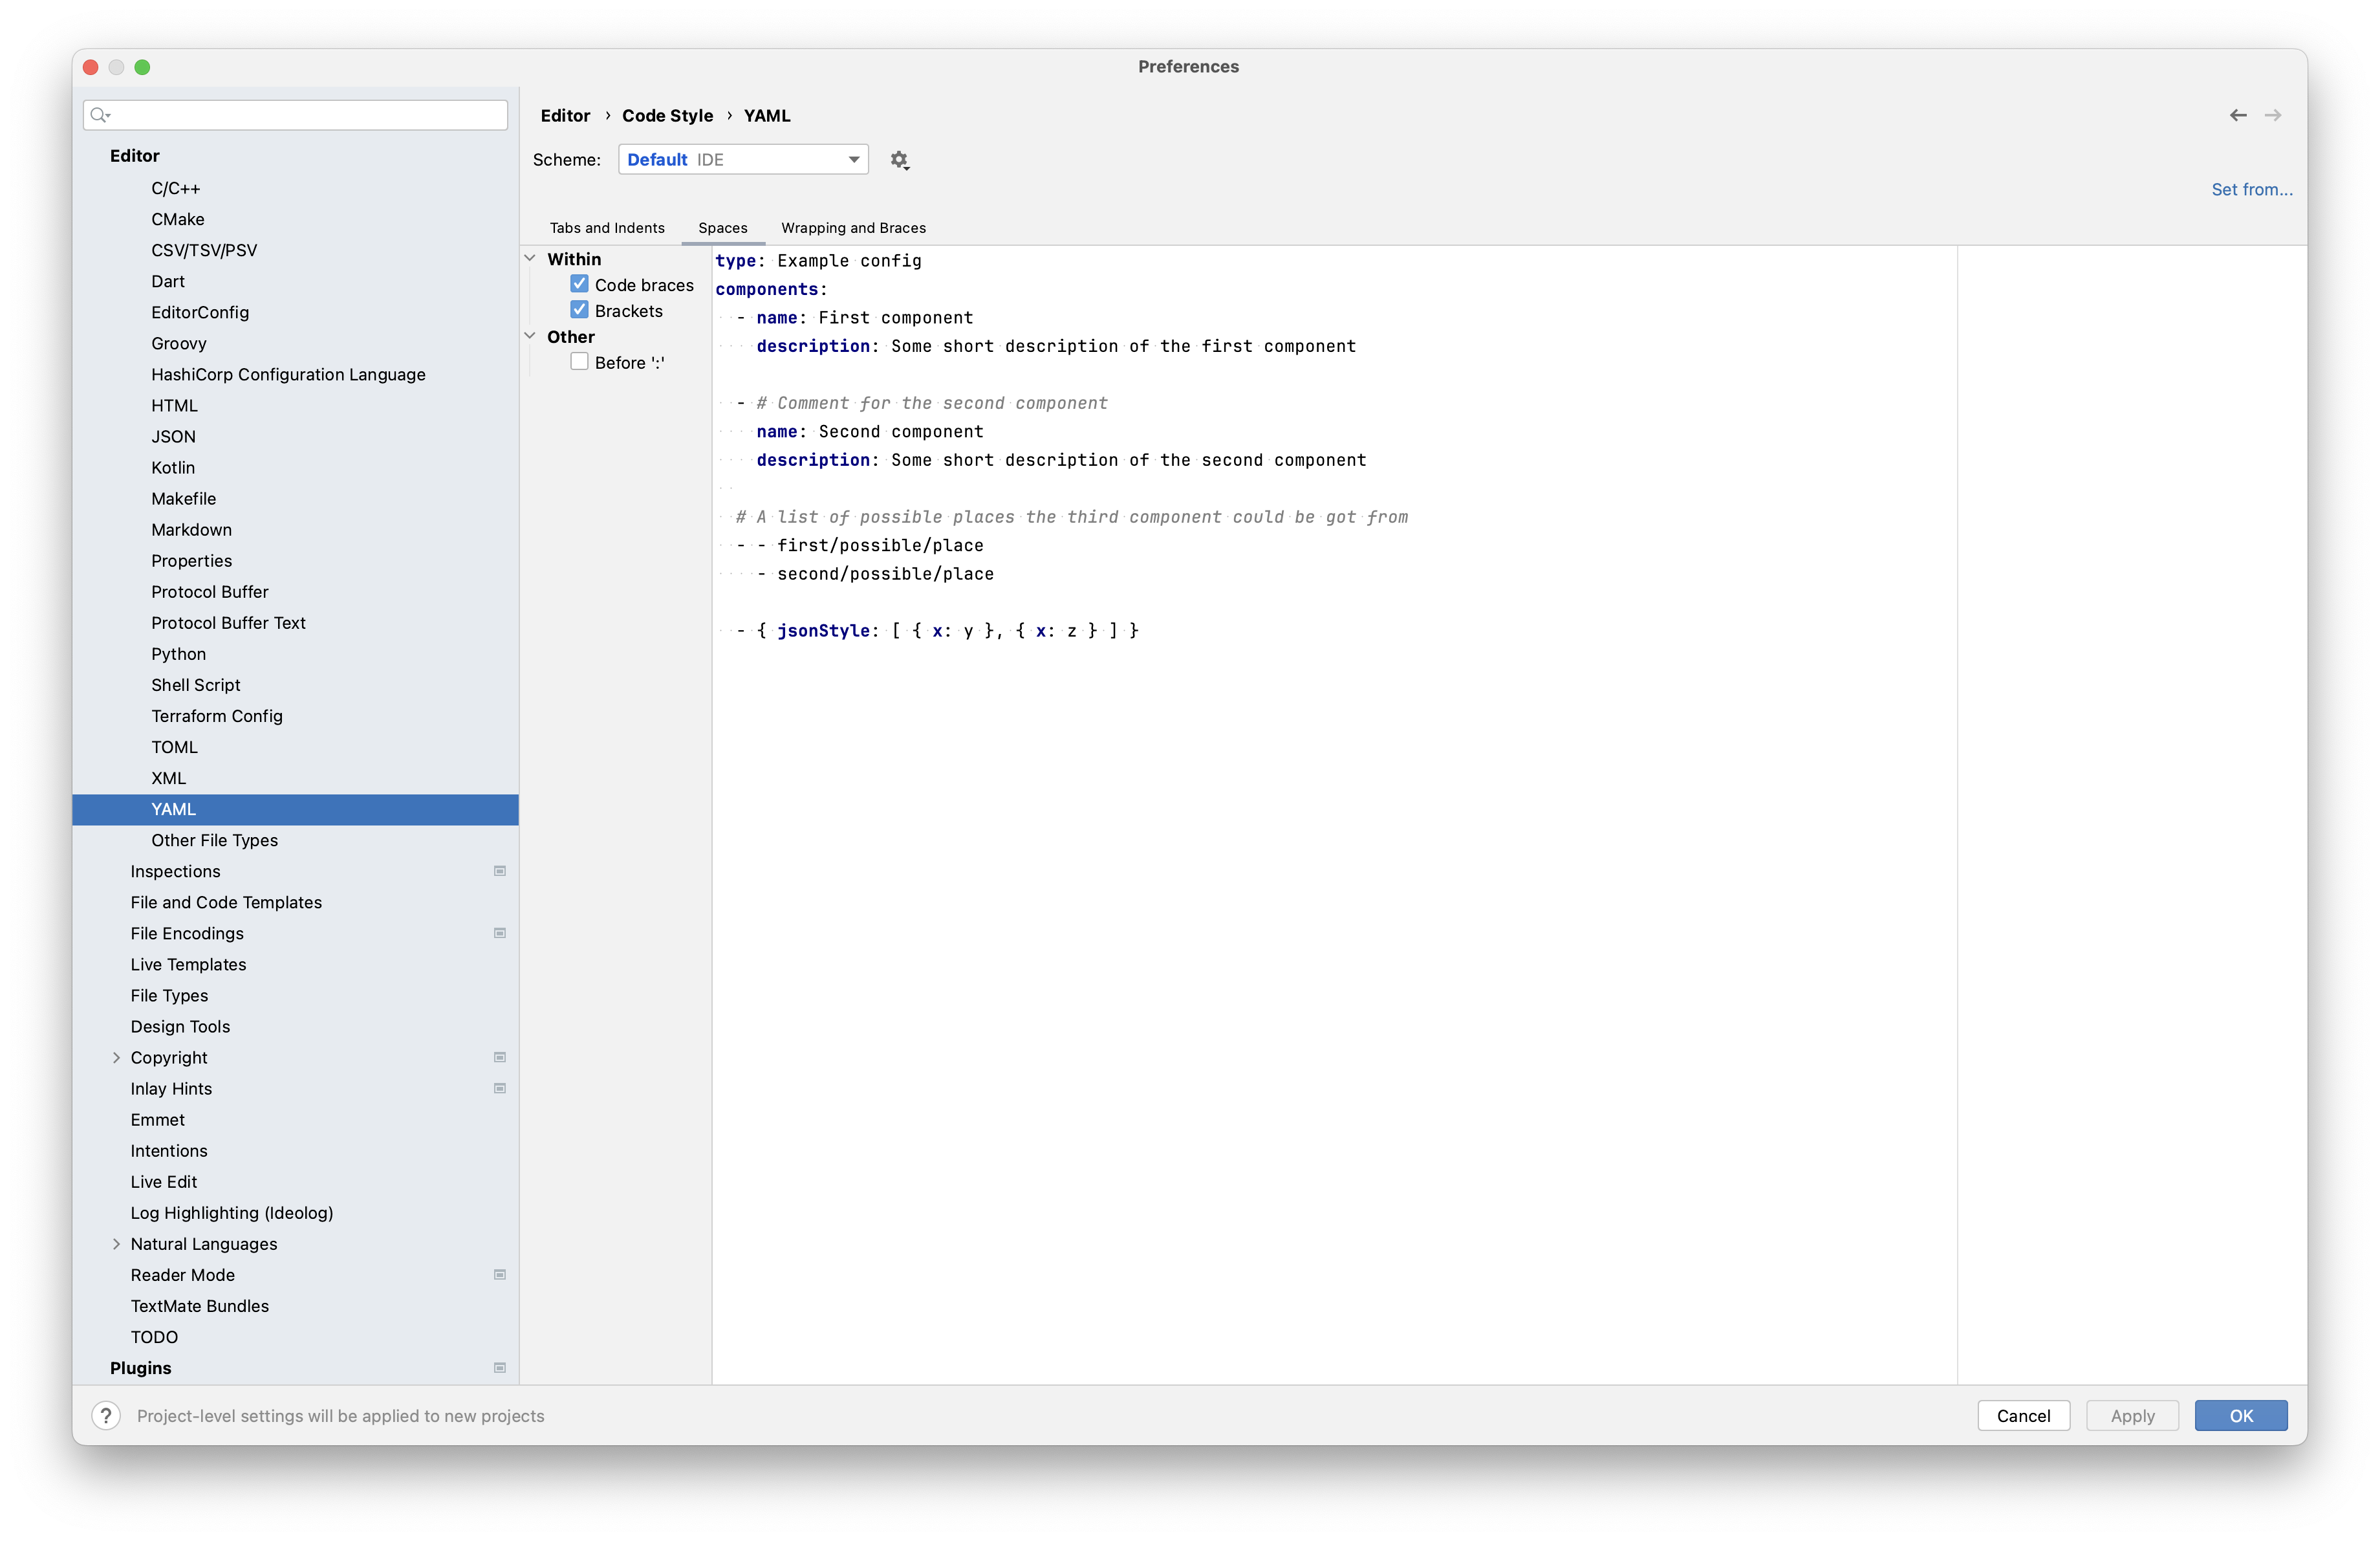 Preferences
Editor
C/C++
CMake
CSV/TSV/PSV
Dart
EditorConfig
Groovy
HashiCorp Configuration Language
HTML
JSON
Kotlin
Makefile
Markdown
Properties
Protocol Buffer
Protocol Buffer Text
Python
Shell Script
Terraform Config
TOML
XML
YAML
Other File Types
Inspections
File and Code Templates
File Encodings
Live Templates
File Types
Design Tools
Copyright
Inlay Hints
Emmet
Intentions
Live Edit
Log Highlighting (Ideolog)
Natural Languages
Reader Mode
TextMate Bundles
TODO
Plugins
Editor › Code Style › YAML
Scheme: Default IDE
Set from...
Tabs and Indents Spaces Wrapping and Braces
Within
Code braces
Brackets
Other
Before ':'
type: Example config
components:
  - name: First component
    description: Some short description of the first component
  - # Comment for the second component
    name: Second component
    description: Some short description of the second component
  # A list of possible places the third component could be got from
  - - first/possible/place
    - second/possible/place
  - { jsonStyle: [ { x: y }, { x: z } ] }
? Project-level settings will be applied to new projects
Cancel Apply OK